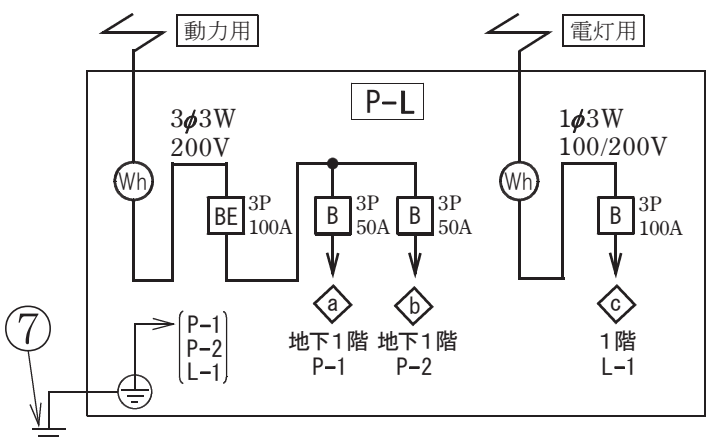 動力用
電灯用
P-L
3φ3W
200V
1φ3W
100/200V
Wh
Wh
BE
3P
100A
B
3P
50A
B
3P
50A
B
3P
100A
a
b
c
地下1階
P-1
地下1階
P-2
1階
L-1
7
P-1
P-2
L-1